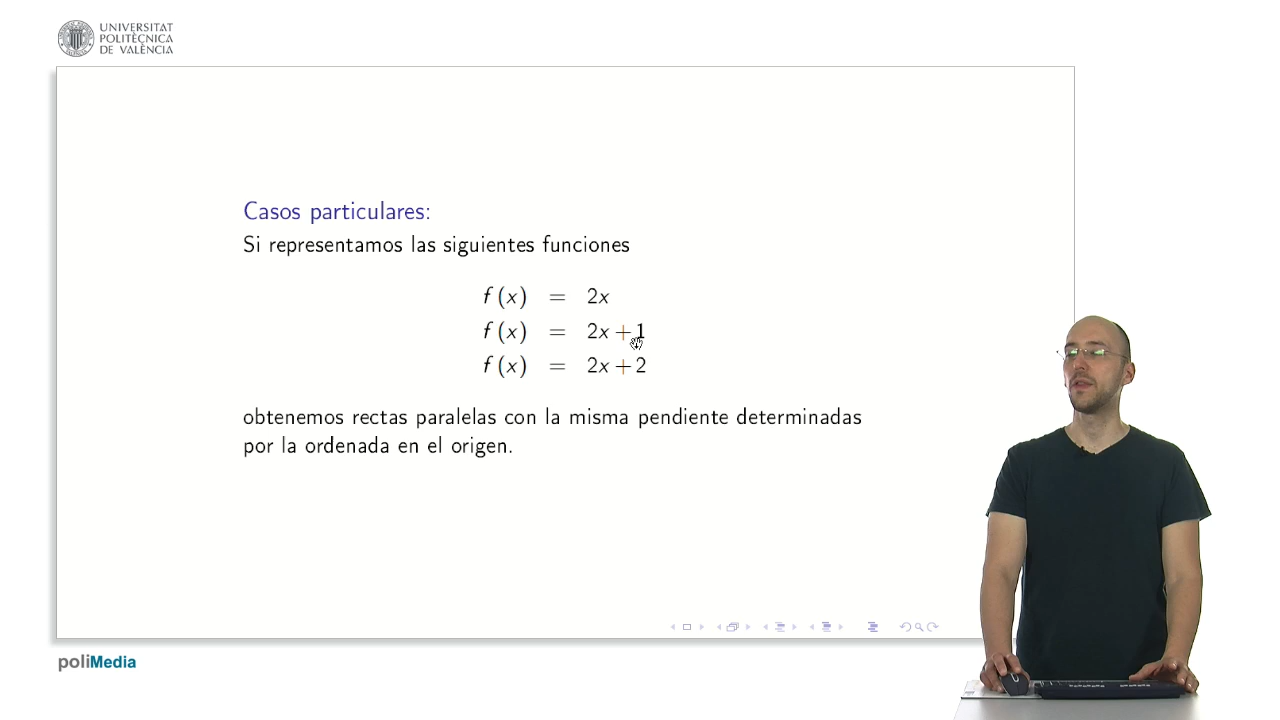 UNIVERSITAT
POLITÈCNICA
DE VALÈNCIA
Casos particulares:
Si representamos las siguientes funciones
f (x) = 2x
f (x) = 2x + 1
f (x) = 2x + 2
obtenemos rectas paralelas con la misma pendiente determinadas
por la ordenada en el origen.
poliMedia